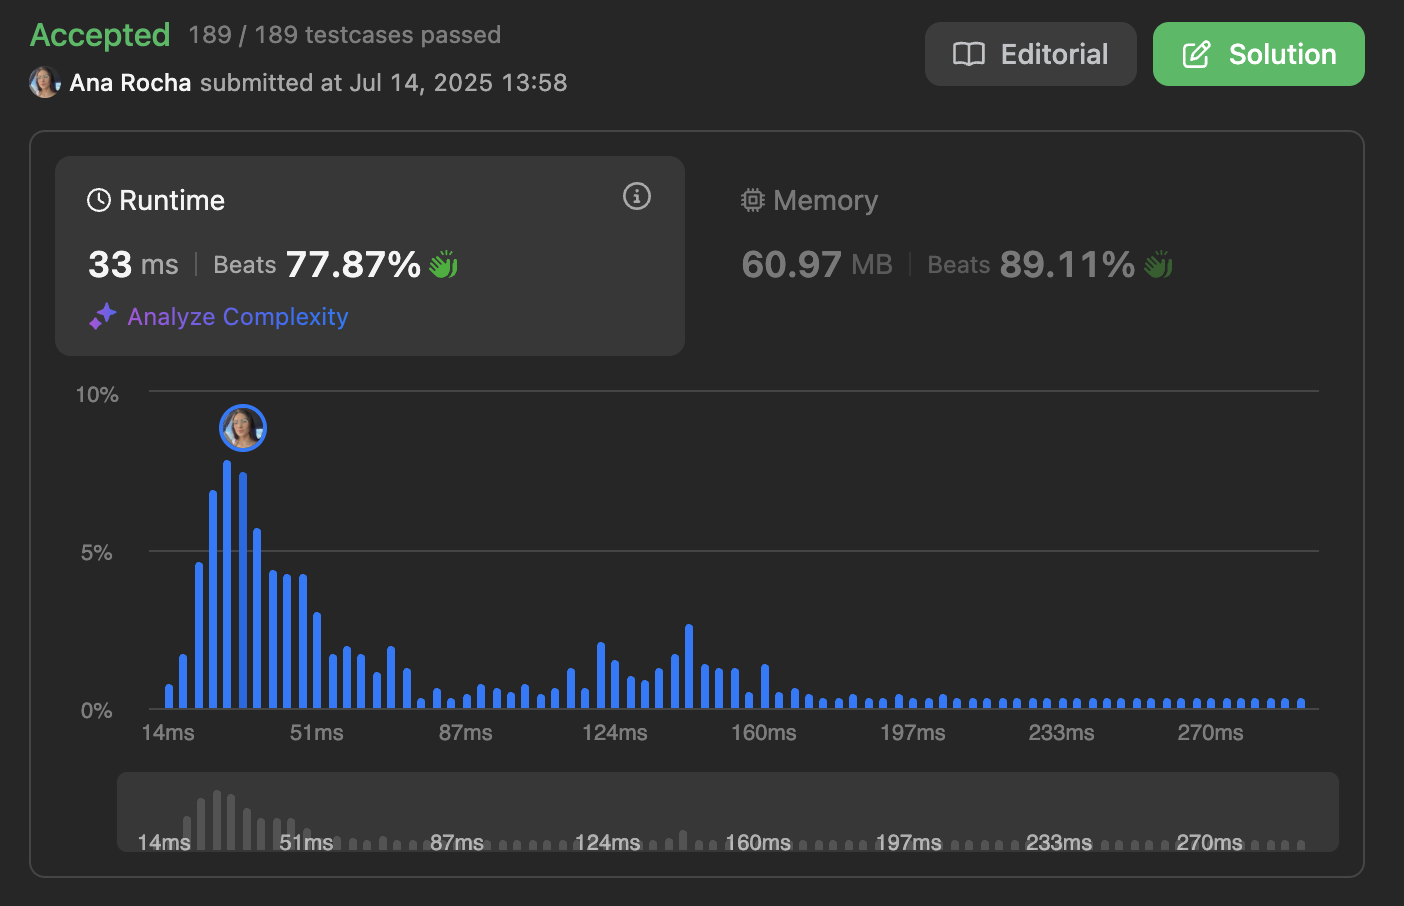 Accepted 189 / 189 testcases passed
Editorial
Solution
Ana Rocha submitted at Jul 14, 2025 13:58
Runtime
33 ms | Beats 77.87%
Analyze Complexity
Memory
60.97 MB | Beats 89.11%
10%
5%
0%
14ms 51ms 87ms 124ms 160ms 197ms 233ms 270ms
14ms 51ms 87ms 124ms 160ms 197ms 233ms 270ms